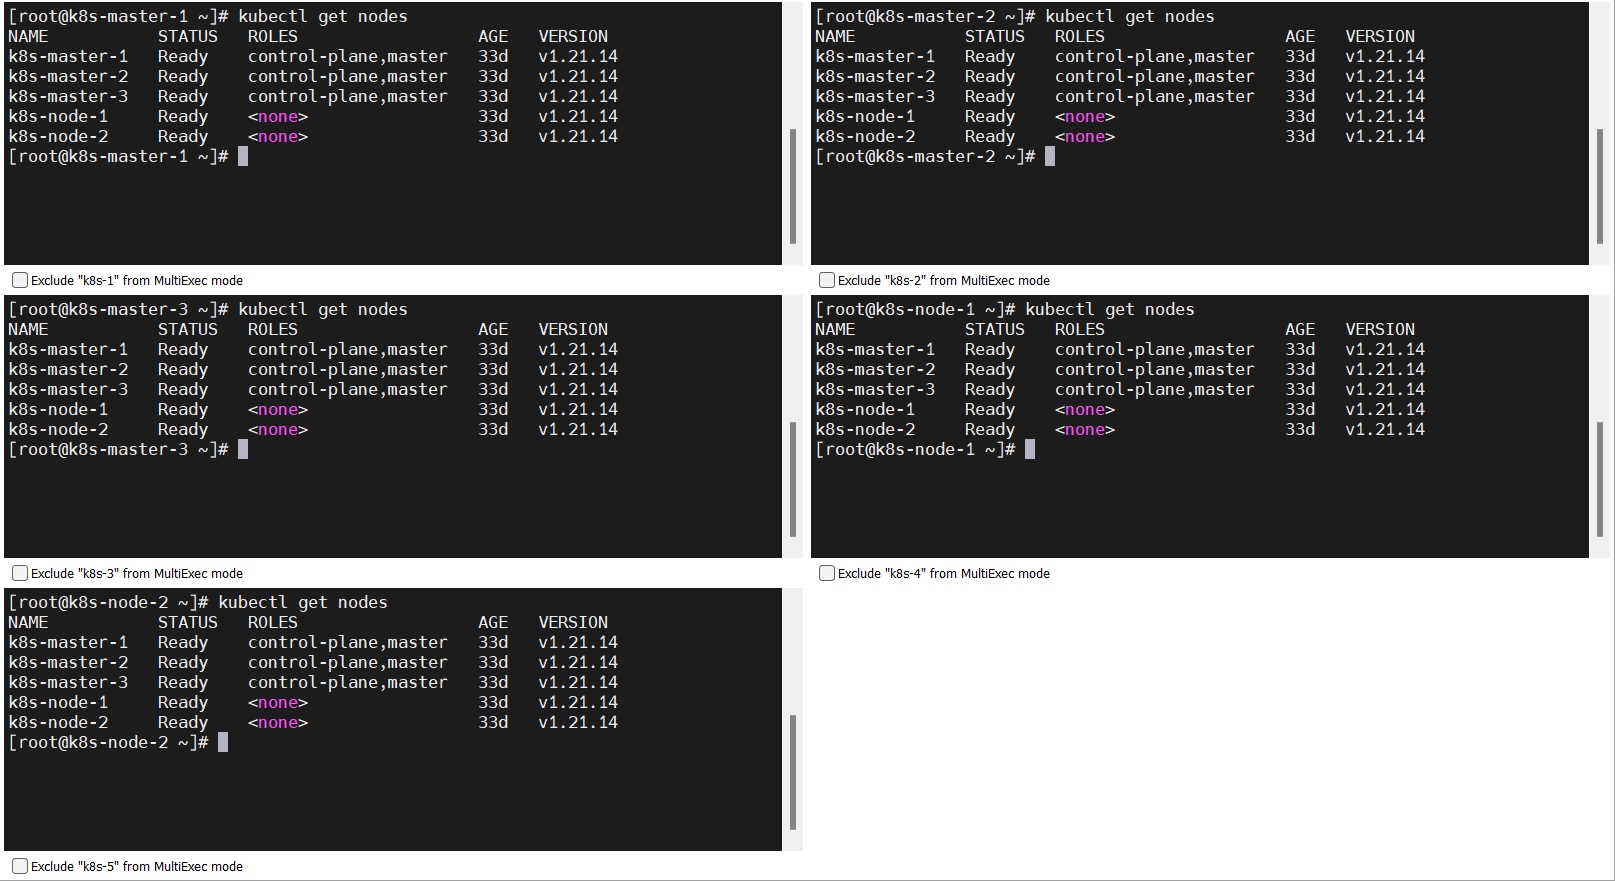 [root@k8s-master-1 ~]# kubectl get nodes
NAME           STATUS   ROLES                  AGE   VERSION
k8s-master-1   Ready    control-plane,master   33d   v1.21.14
k8s-master-2   Ready    control-plane,master   33d   v1.21.14
k8s-master-3   Ready    control-plane,master   33d   v1.21.14
k8s-node-1     Ready    <none>                 33d   v1.21.14
k8s-node-2     Ready    <none>                 33d   v1.21.14
[root@k8s-master-1 ~]#
Exclude "k8s-1" from MultiExec mode
[root@k8s-master-2 ~]# kubectl get nodes
NAME           STATUS   ROLES                  AGE   VERSION
k8s-master-1   Ready    control-plane,master   33d   v1.21.14
k8s-master-2   Ready    control-plane,master   33d   v1.21.14
k8s-master-3   Ready    control-plane,master   33d   v1.21.14
k8s-node-1     Ready    <none>                 33d   v1.21.14
k8s-node-2     Ready    <none>                 33d   v1.21.14
[root@k8s-master-2 ~]#
Exclude "k8s-2" from MultiExec mode
[root@k8s-master-3 ~]# kubectl get nodes
NAME           STATUS   ROLES                  AGE   VERSION
k8s-master-1   Ready    control-plane,master   33d   v1.21.14
k8s-master-2   Ready    control-plane,master   33d   v1.21.14
k8s-master-3   Ready    control-plane,master   33d   v1.21.14
k8s-node-1     Ready    <none>                 33d   v1.21.14
k8s-node-2     Ready    <none>                 33d   v1.21.14
[root@k8s-master-3 ~]#
Exclude "k8s-3" from MultiExec mode
[root@k8s-node-1 ~]# kubectl get nodes
NAME           STATUS   ROLES                  AGE   VERSION
k8s-master-1   Ready    control-plane,master   33d   v1.21.14
k8s-master-2   Ready    control-plane,master   33d   v1.21.14
k8s-master-3   Ready    control-plane,master   33d   v1.21.14
k8s-node-1     Ready    <none>                 33d   v1.21.14
k8s-node-2     Ready    <none>                 33d   v1.21.14
[root@k8s-node-1 ~]#
Exclude "k8s-4" from MultiExec mode
[root@k8s-node-2 ~]# kubectl get nodes
NAME           STATUS   ROLES                  AGE   VERSION
k8s-master-1   Ready    control-plane,master   33d   v1.21.14
k8s-master-2   Ready    control-plane,master   33d   v1.21.14
k8s-master-3   Ready    control-plane,master   33d   v1.21.14
k8s-node-1     Ready    <none>                 33d   v1.21.14
k8s-node-2     Ready    <none>                 33d   v1.21.14
[root@k8s-node-2 ~]#
Exclude "k8s-5" from MultiExec mode